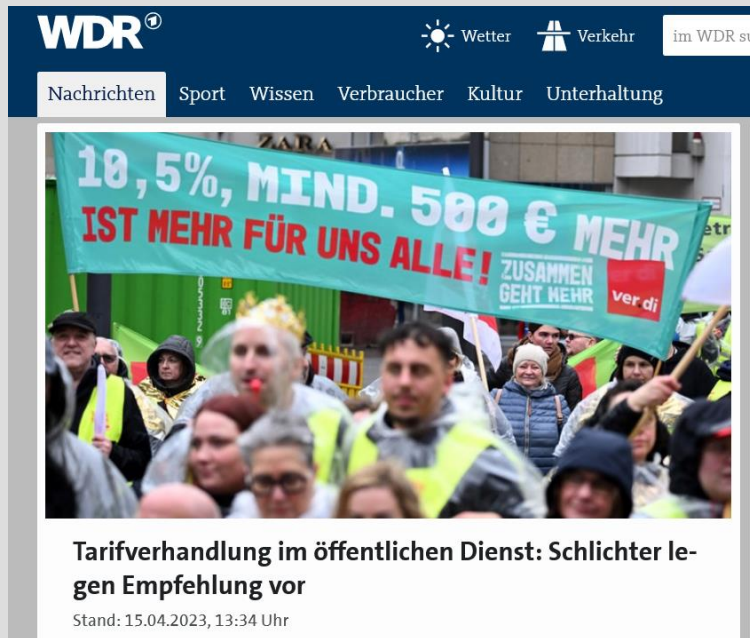 WDR
Wetter
Verkehr
im WDR su
Nachrichten
Sport
Wissen
Verbraucher
Kultur
Unterhaltung
ZARA
10,5%, MIND. 500 € MEHR
IST MEHR FÜR UNS ALLE!
ZUSAMMEN
GEHT MEHR
ver.di
Tarifverhandlung im öffentlichen Dienst: Schlichter le-
gen Empfehlung vor
Stand: 15.04.2023, 13:34 Uhr